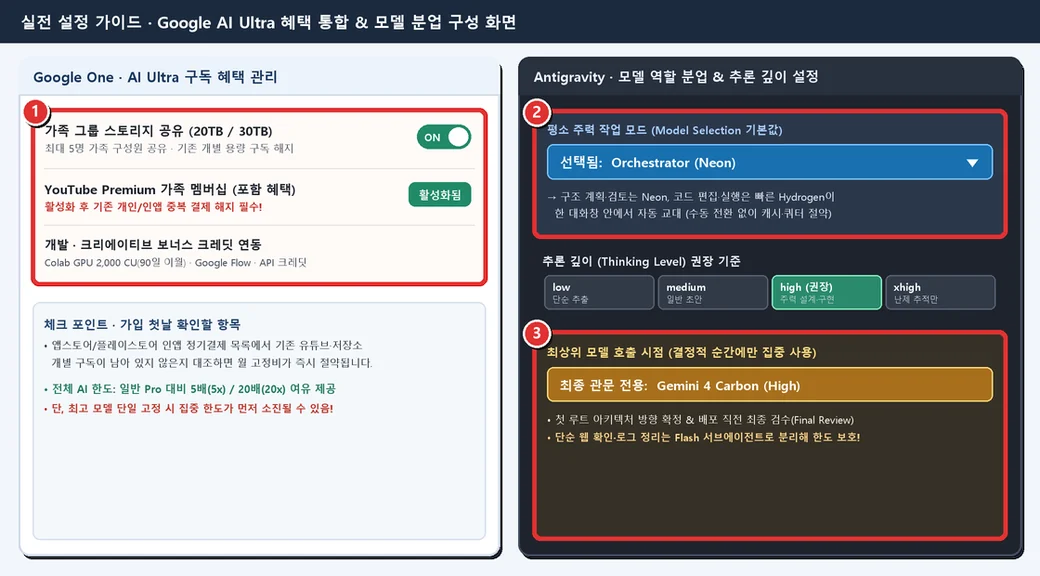 실전 설정 가이드 · Google AI Ultra 혜택 통합 & 모델 분업 구성 화면
Google One · AI Ultra 구독 혜택 관리
1
가족 그룹 스토리지 공유 (20TB / 30TB)
최대 5명 가족 구성원 공유 · 기존 개별 용량 구독 해지
ON
YouTube Premium 가족 멤버십 (포함 혜택)
활성화 후 기존 개인/인앱 중복 결제 해지 필수!
활성화됨
개발 · 크리에이티브 보너스 크레딧 연동
Colab GPU 2,000 CU(90일 이월) · Google Flow · API 크레딧
체크 포인트 · 가입 첫날 확인할 항목
• 앱스토어/플레이스토어 인앱 정기결제 목록에서 기존 유튜브·저장소
개별 구독이 남아 있지 않은지 대조하면 월 고정비가 즉시 절약됩니다.
• 전체 AI 한도: 일반 Pro 대비 5배(5x) / 20배(20x) 여유 제공
• 단, 최고 모델 단일 고정 시 집중 한도가 먼저 소진될 수 있음!
Antigravity · 모델 역할 분업 & 추론 깊이 설정
2
평소 주력 작업 모드 (Model Selection 기본값)
선택됨: Orchestrator (Neon)
→ 구조 계획·검토는 Neon, 코드 편집·실행은 빠른 Hydrogen이
한 대화창 안에서 자동 교대 (수동 전환 없이 캐시·쿼터 절약)
추론 깊이 (Thinking Level) 권장 기준
low
단순 추출
medium
일반 초안
high (권장)
주력 설계·구현
xhigh
난제 추적만
3
최상위 모델 호출 시점 (결정적 순간에만 집중 사용)
최종 관문 전용: Gemini 4 Carbon (High)
• 첫 루트 아키텍처 방향 확정 & 배포 직전 최종 검수(Final Review)
• 단순 웹 확인·로그 정리는 Flash 서브에이전트로 분리해 한도 보호!